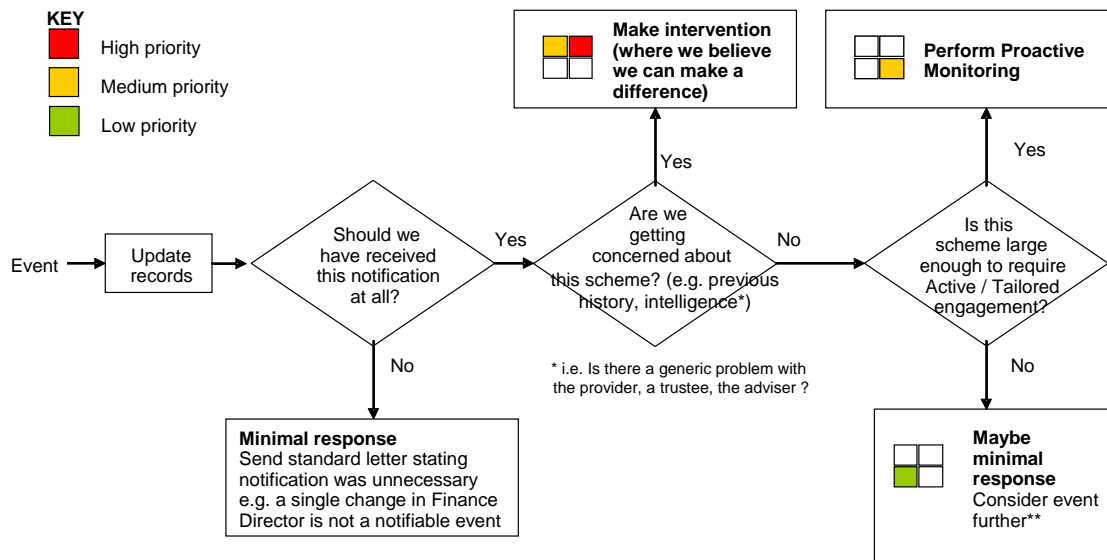 KEY
High priority
Medium priority
Low priority
Make intervention
(where we believe
we can make a
difference)
Perform Proactive
Monitoring
Yes
Yes
Event
Update
records
Should we
have received
this notification
at all?
Yes
Are we
getting
concerned about
this scheme? (e.g. previous
history, intelligence*)
No
Is this
scheme large
enough to require
Active / Tailored
engagement?
No
* i.e. Is there a generic problem with
the provider, a trustee, the adviser ?
No
Minimal response
Send standard letter stating
notification was unnecessary
e.g. a single change in Finance
Director is not a notifiable event
Maybe
minimal
response
Consider event
further**